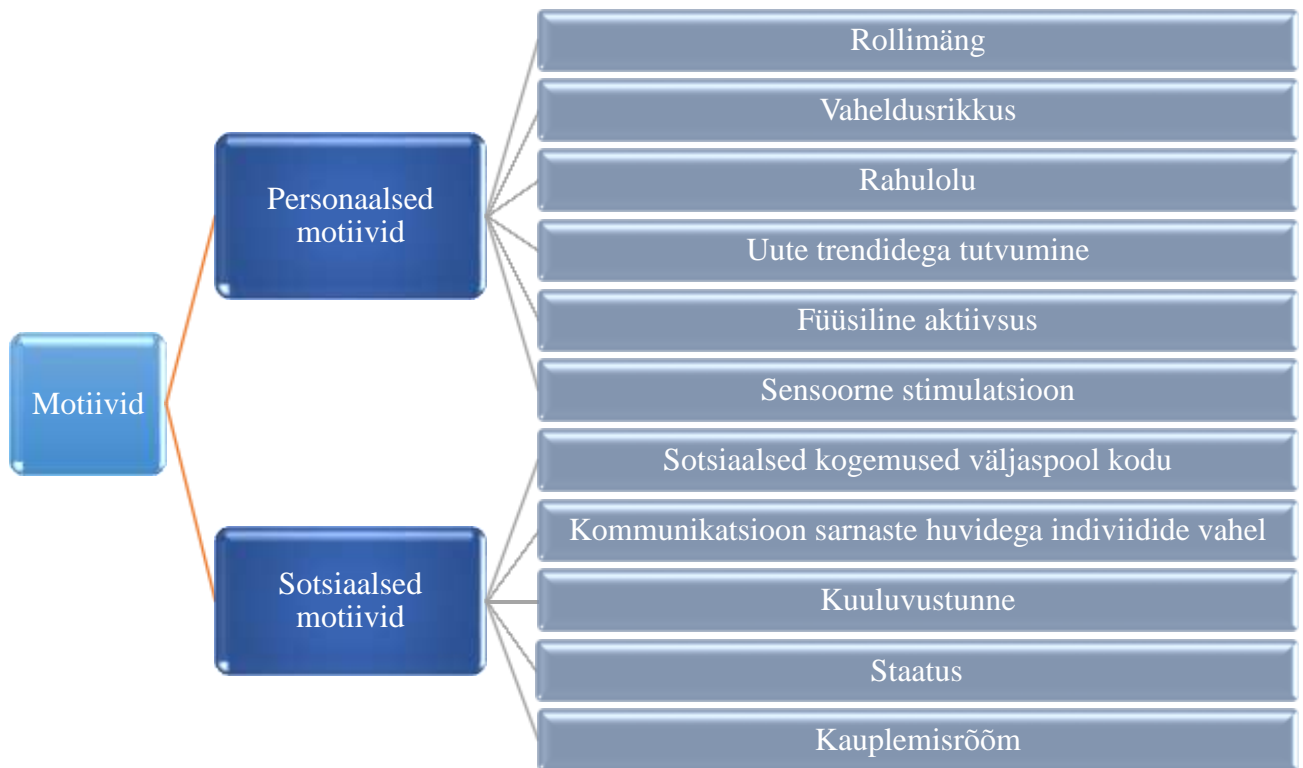 Motiivid
Personaalsed
motiivid
Rollimäng
Vaheldusrikkus
Rahulolu
Uute trendidega tutvumine
Füüsiline aktiivsus
Sensoorne stimulatsioon
Sotsiaalsed
motiivid
Sotsiaalsed kogemused väljaspool kodu
Kommunikatsioon sarnaste huvidega indiviidide vahel
Kuuluvustunne
Staatus
Kauplemisrõõm